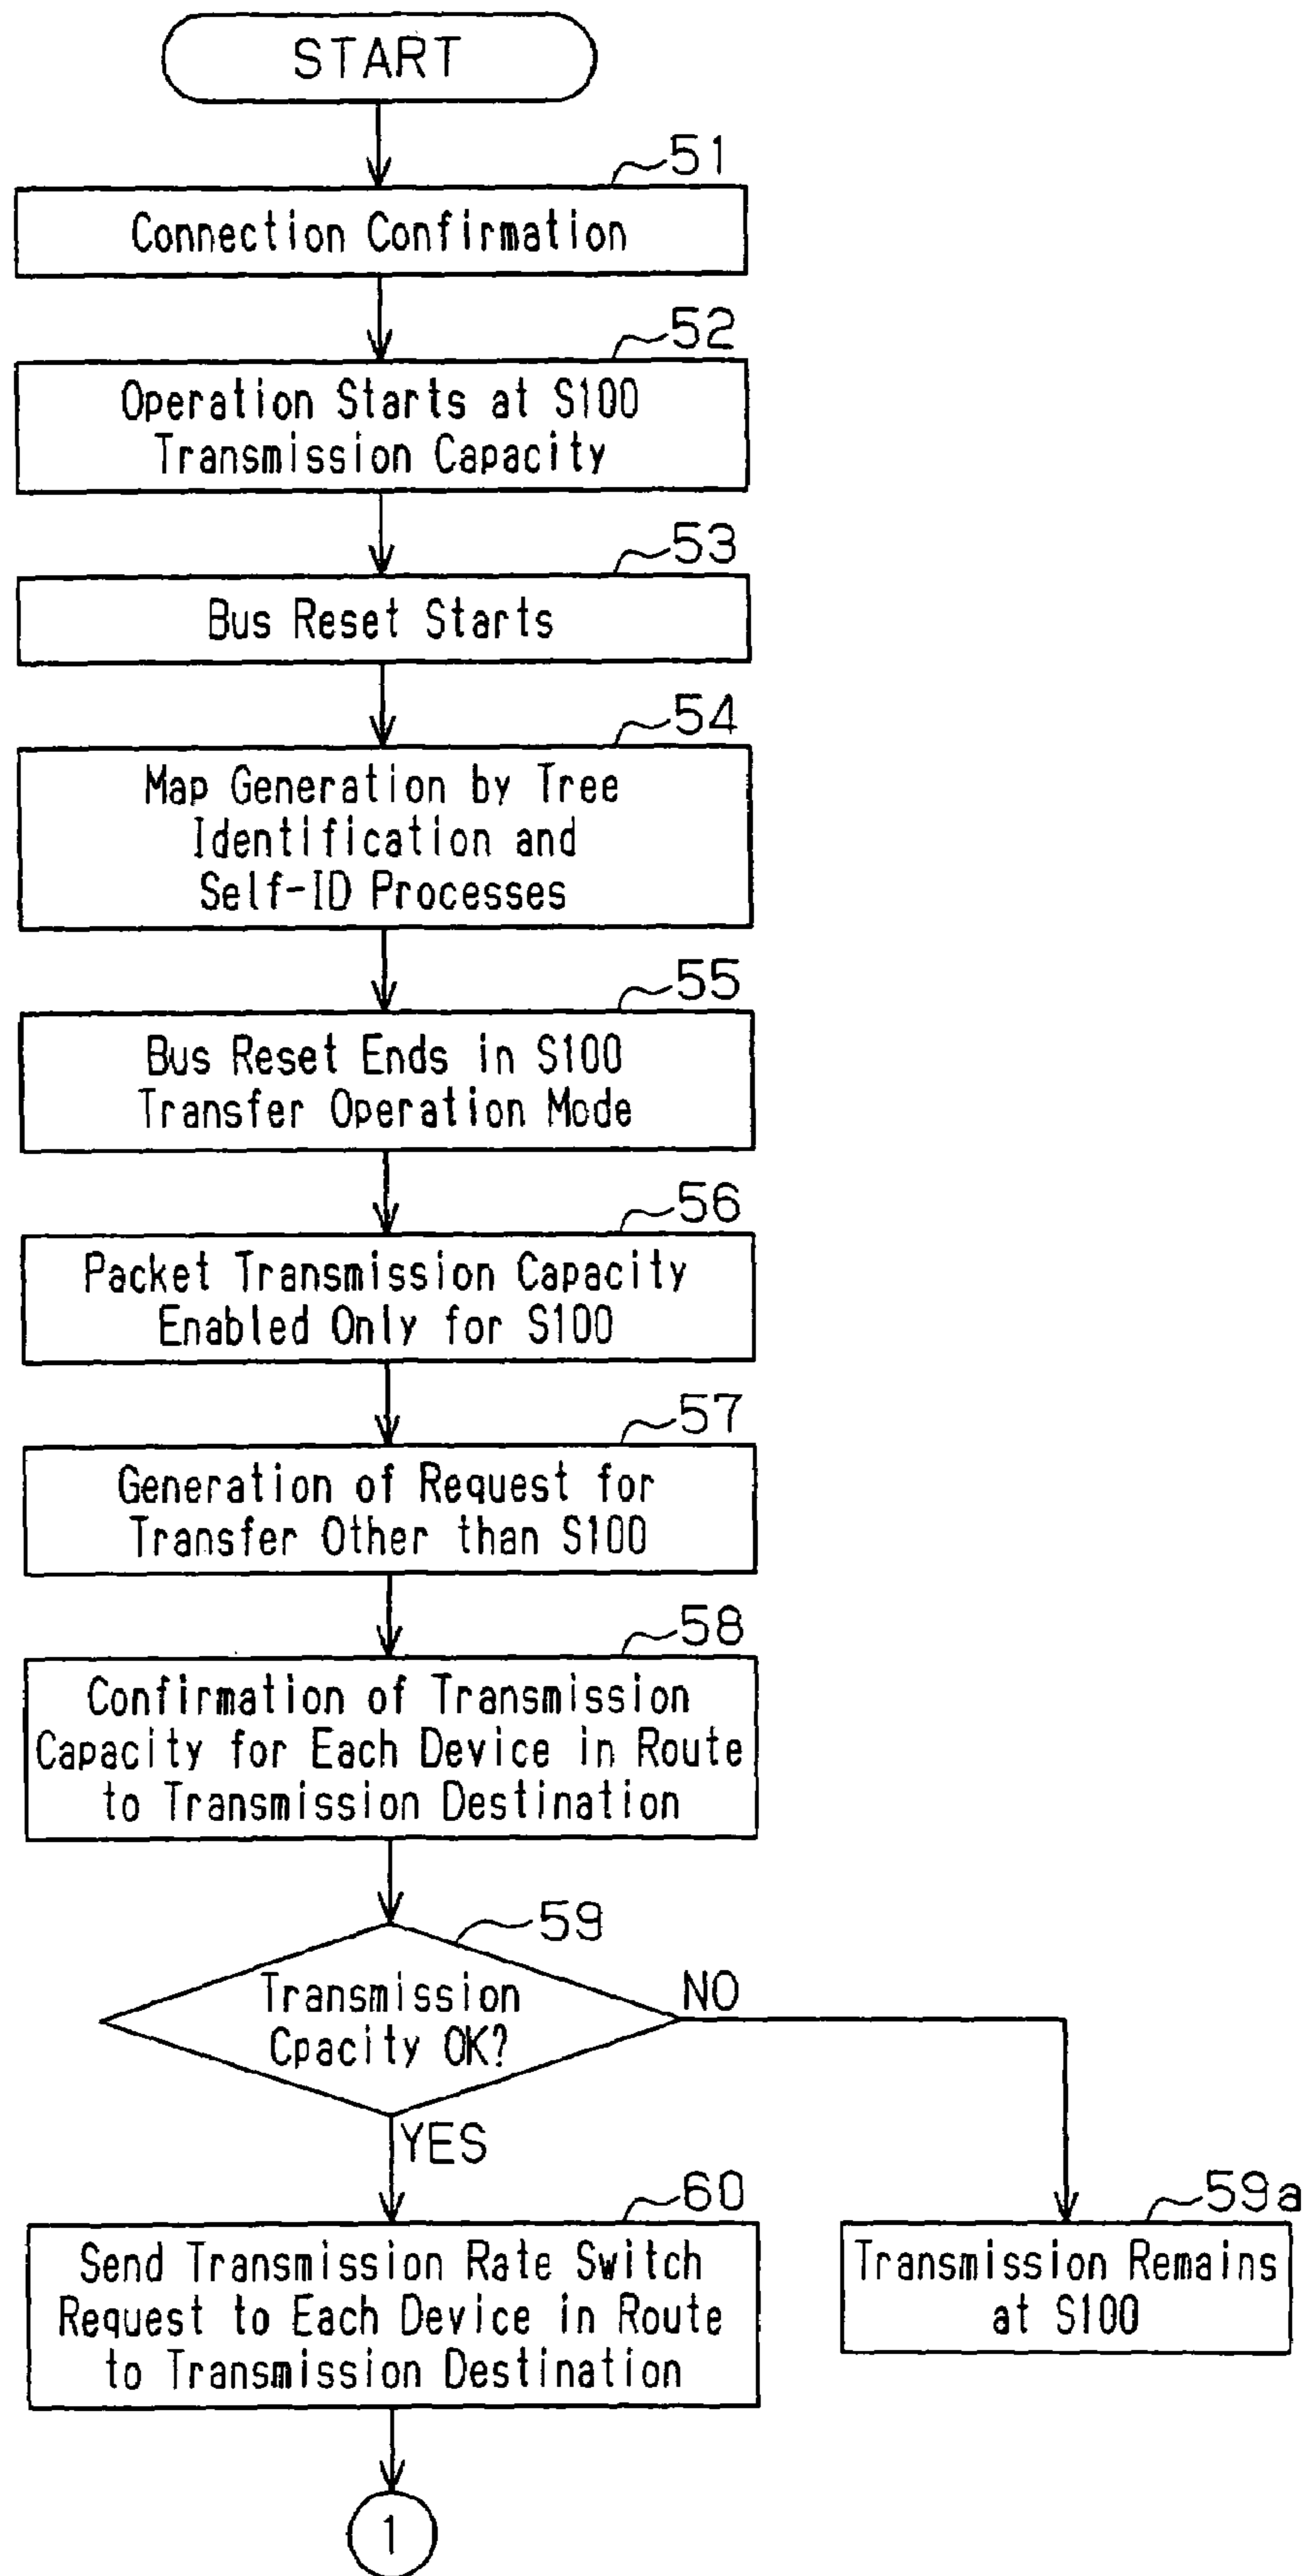 START
51
Connection Confirmation
52
Operation Starts at S100
Transmission Capacity
53
Bus Reset Starts
54
Map Generation by Tree
Identification and
Self-ID Processes
55
Bus Reset Ends in S100
Transfer Operation Mode
56
Packet Transmission Capacity
Enabled Only for S100
57
Generation of Request for
Transfer Other than S100
58
Confirmation of Transmission
Capacity for Each Device in Route
to Transmission Destination
59
Transmission
Cpacity OK?
NO
YES
60
Send Transmission Rate Switch
Request to Each Device in Route
to Transmission Destination
59a
Transmission Remains
at S100
1